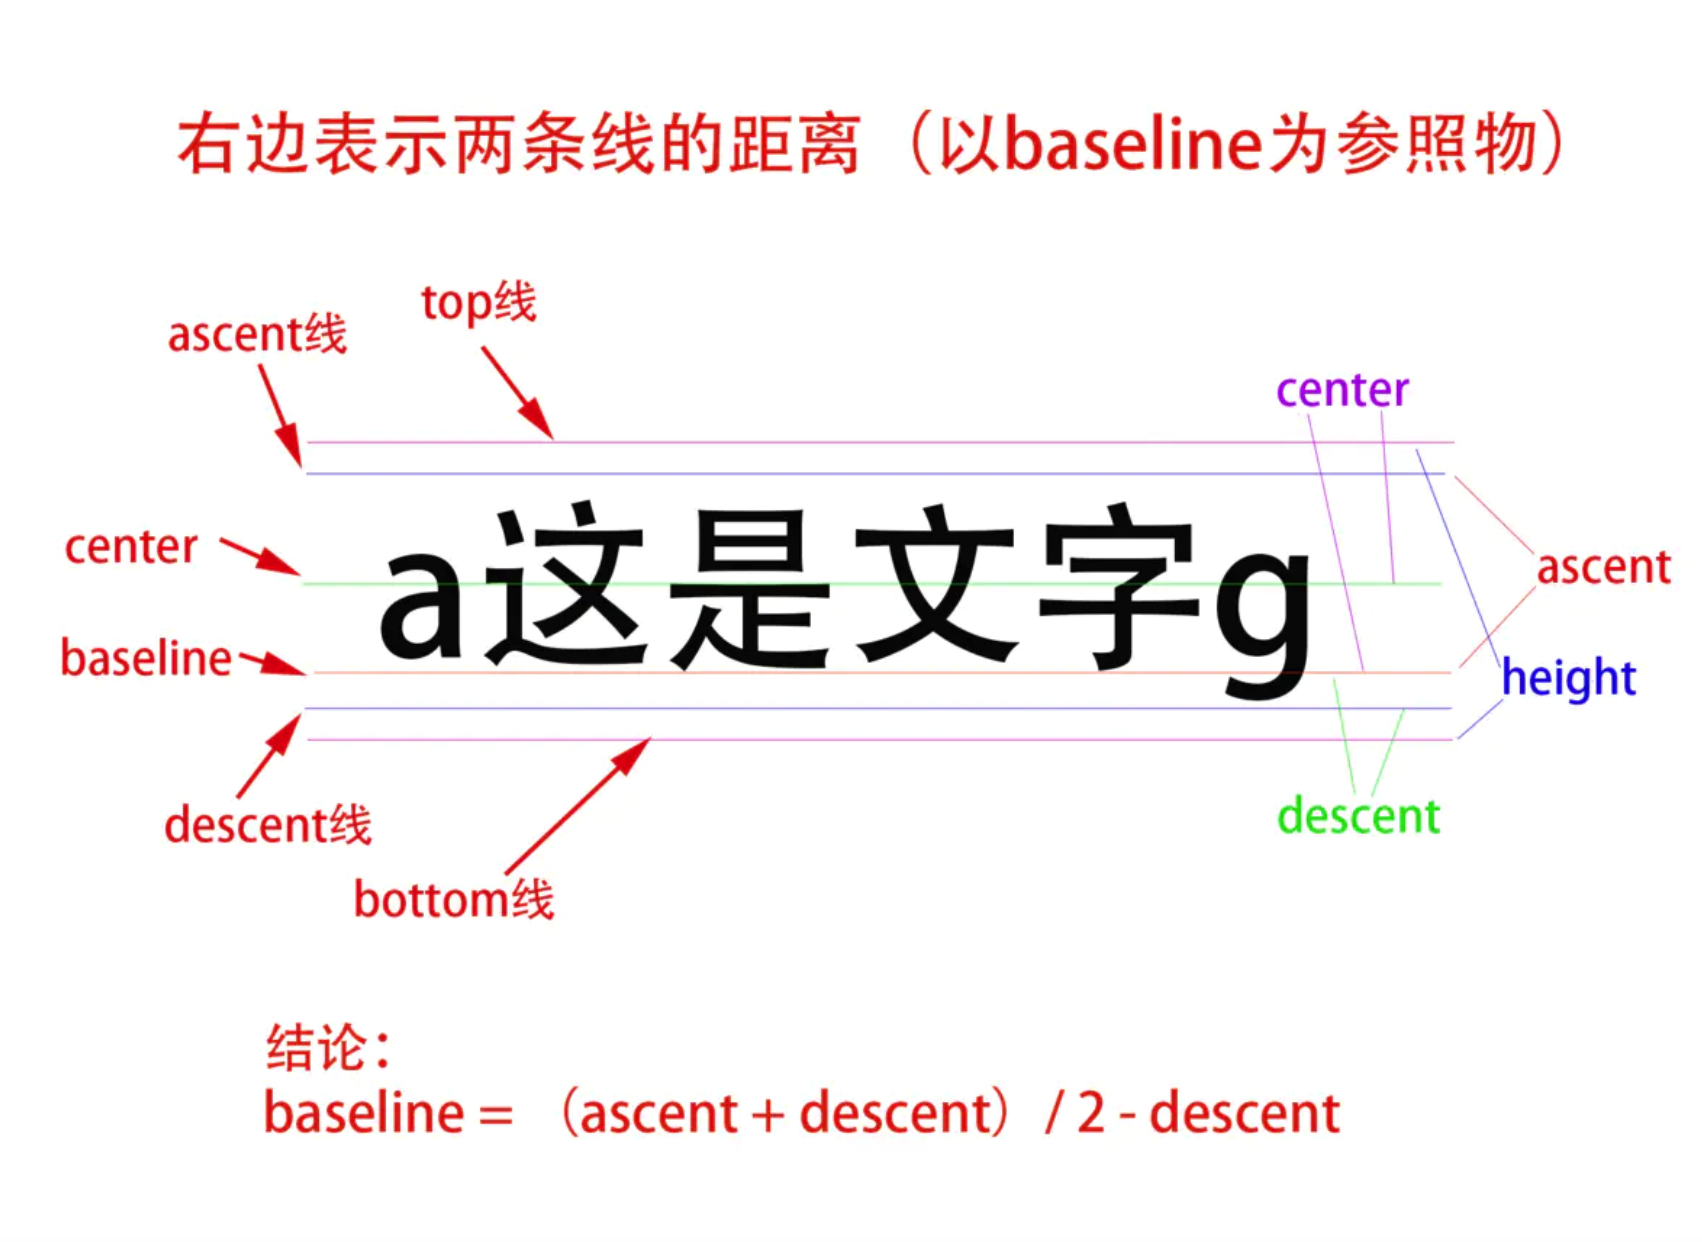 右边表示两条线的距离（以baseline为参照物）
top线
ascent线
center
center
a这是文字g
ascent
baseline
height
descent线
descent
bottom线
结论：
baseline = （ascent + descent） / 2 - descent